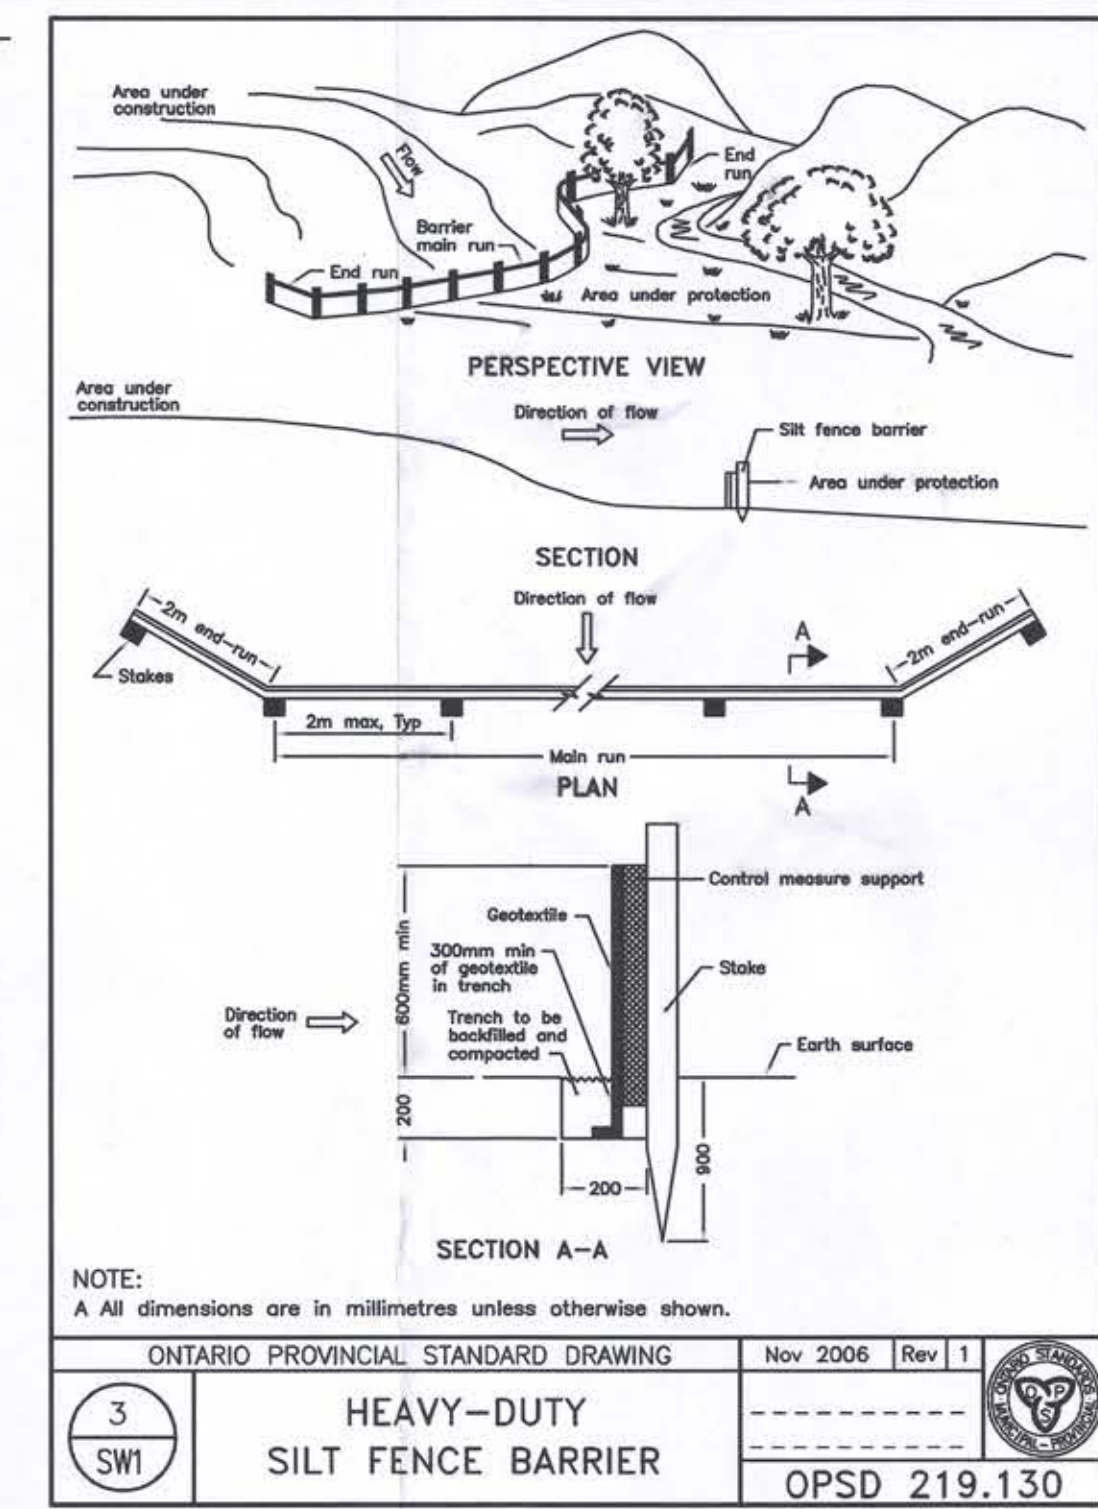 Area under
construction
Flow
End
run
Barrier
main run
End run
Area under protection
PERSPECTIVE VIEW
Area under
construction
Direction of flow
Silt fence barrier
Area under protection
SECTION
Direction of flow
2m end-run
2m end-run
A
Stakes
2m max, Typ
Main run
PLAN
A
Control measure support
Geotextile
600mm min
300mm min
of geotextile
in trench
Stake
Direction
of flow
Trench to be
backfilled and
compacted
Earth surface
200
900
200
SECTION A-A
NOTE:
A All dimensions are in millimetres unless otherwise shown.
ONTARIO PROVINCIAL STANDARD DRAWING
Nov 2006
Rev
1
ONTARIO STANDARDS
MUNICIPAL-PROVINCIAL
OPS
3
SW1
HEAVY-DUTY
SILT FENCE BARRIER
OPSD 219.130